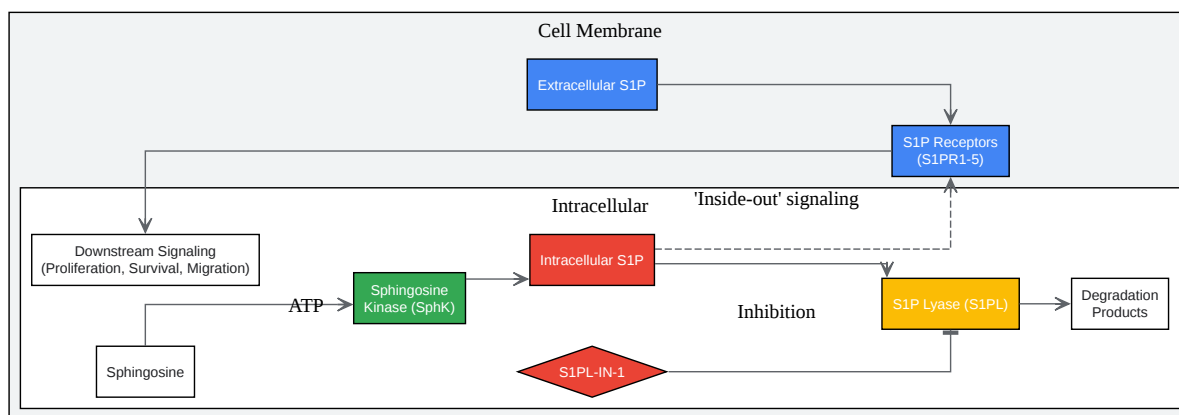 Cell Membrane
Extracellular S1P
S1P Receptors
(S1PR1-5)
'Inside-out' signaling
Intracellular
Downstream Signaling
(Proliferation, Survival, Migration)
Intracellular S1P
ATP
Sphingosine
Kinase (SphK)
Inhibition
S1P Lyase (S1PL)
Degradation
Products
Sphingosine
S1PL-IN-1